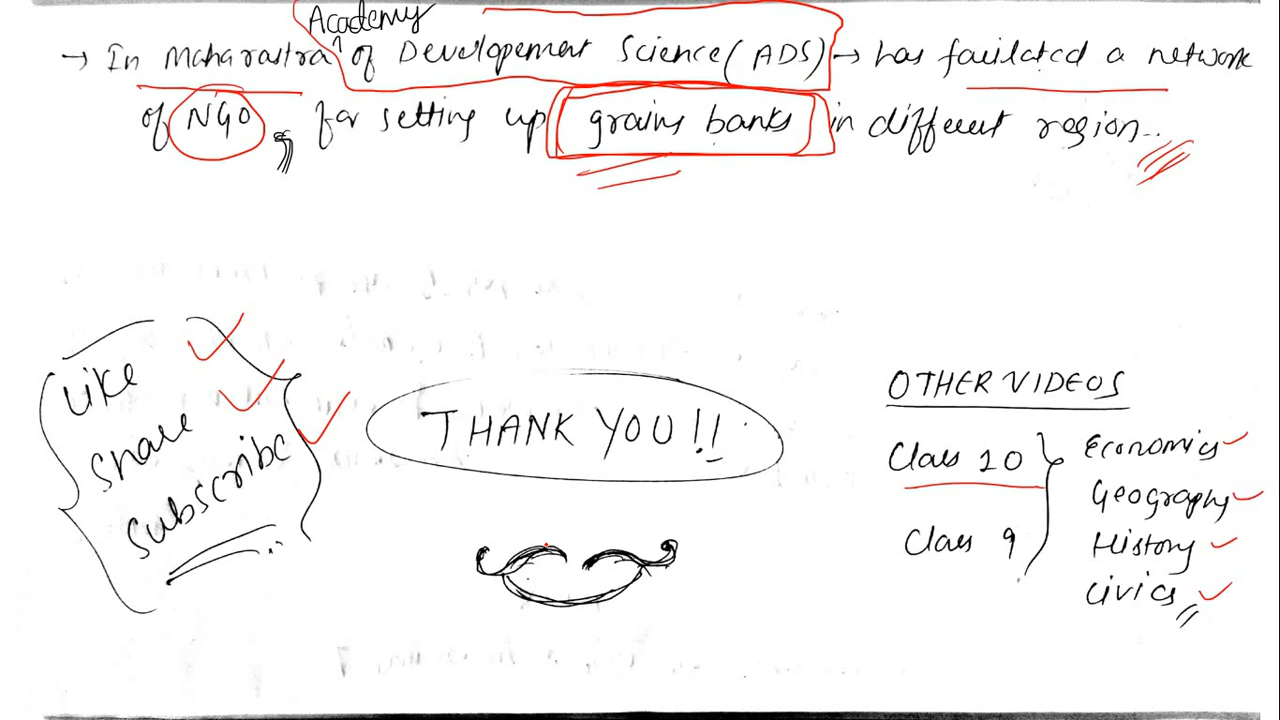 Academy
→ In Maharastra ^ of Developement Science (ADS) → has failated a network
of NGO for setting up grains banks in different region..
Like
Share
Subscribe
THANK YOU!!
OTHER VIDEOS
Class 10
Class 9
Economics
Geography
History
Civics